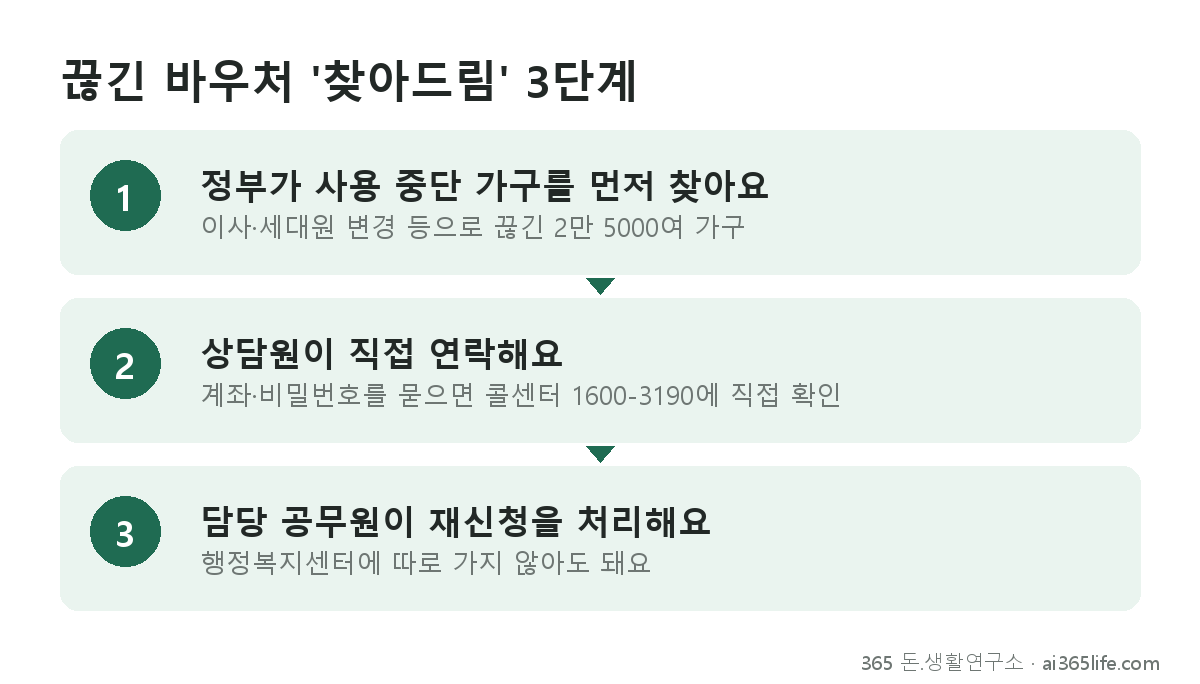 끊긴 바우처 '찾아드림' 3단계
1
정부가 사용 중단 가구를 먼저 찾아요
이사·세대원 변경 등으로 끊긴 2만 5000여 가구
2
상담원이 직접 연락해요
계좌·비밀번호를 묻으면 콜센터 1600-3190에 직접 확인
3
담당 공무원이 재신청을 처리해요
행정복지센터에 따로 가지 않아도 돼요
365 돈.생활연구소 · ai365life.com